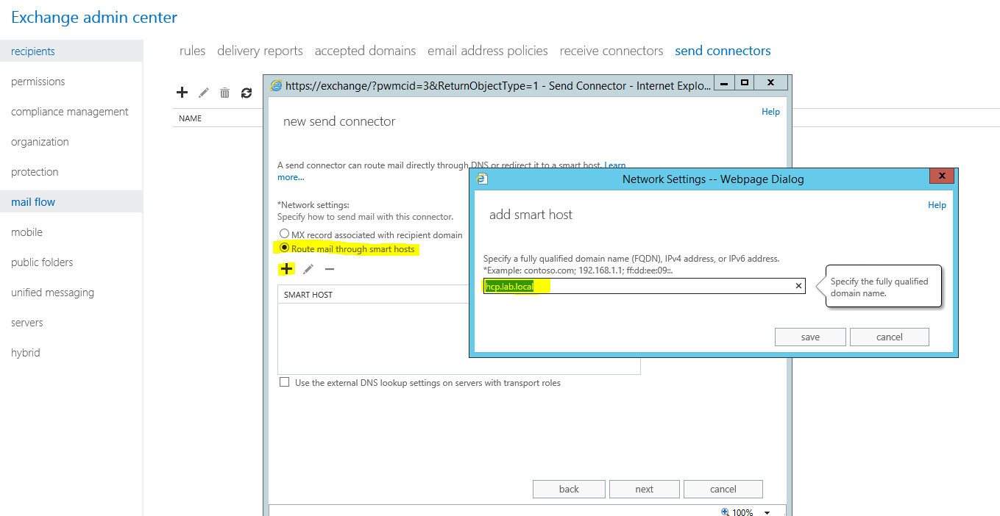 Exchange admin center
recipients
permissions
compliance management
organization
protection
mail flow
mobile
public folders
unified messaging
servers
hybrid
rules delivery reports accepted domains email address policies receive connectors send connectors
NAME
https://exchange/?pwmcid=3&ReturnObjectType=1 - Send Connector - Internet Explo...
Help
new send connector
A send connector can route mail directly through DNS or redirect it to a smart host. Learn
more...
*Network settings:
Specify how to send mail with this connector.
MX record associated with recipient domain
Route mail through smart hosts
SMART HOST
Use the external DNS lookup settings on servers with transport roles
back next cancel
100%
Network Settings -- Webpage Dialog
Help
add smart host
Specify a fully qualified domain name (FQDN), IPv4 address, or IPv6 address.
*Example: contoso.com; 192.168.1.1; ff:dd:ee:09::.
hcp.lab.local
Specify the fully qualified
domain name.
save cancel